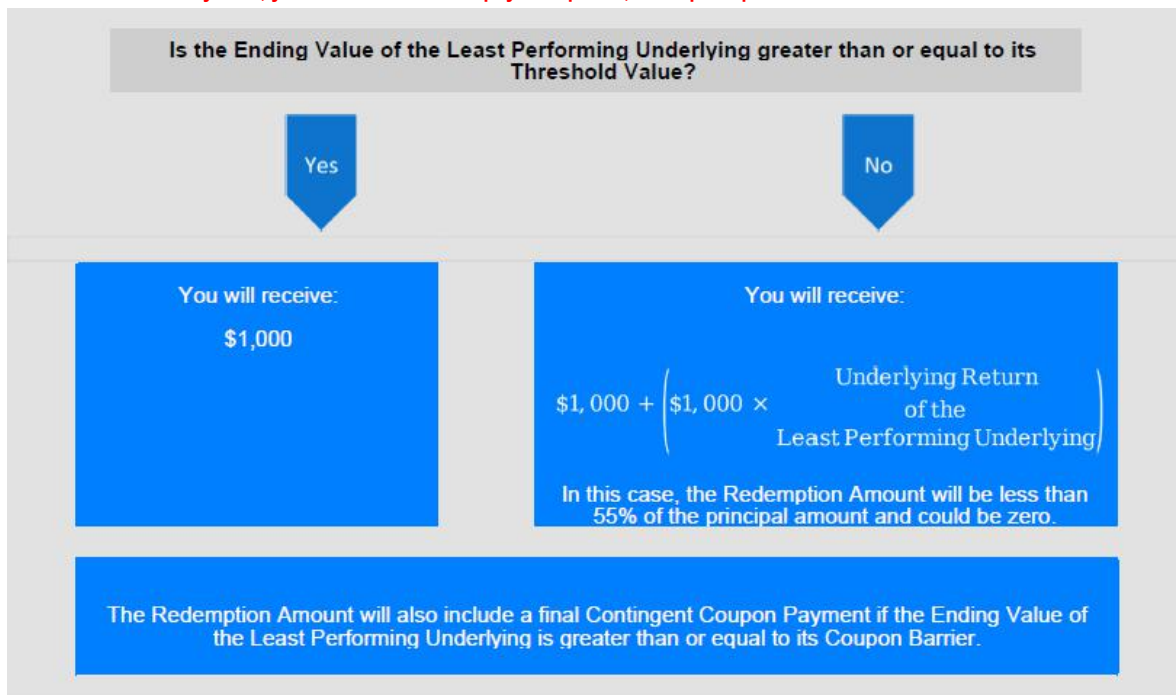 Is the Ending Value of the Least Performing Underlying greater than or equal to its
Threshold Value?
Yes
No
You will receive:
$1,000
You will receive:
$1, 000 + ($1, 000 × Underlying Return
of the
Least Performing Underlying)
In this case, the Redemption Amount will be less than
55% of the principal amount and could be zero.
The Redemption Amount will also include a final Contingent Coupon Payment if the Ending Value of
the Least Performing Underlying is greater than or equal to its Coupon Barrier.